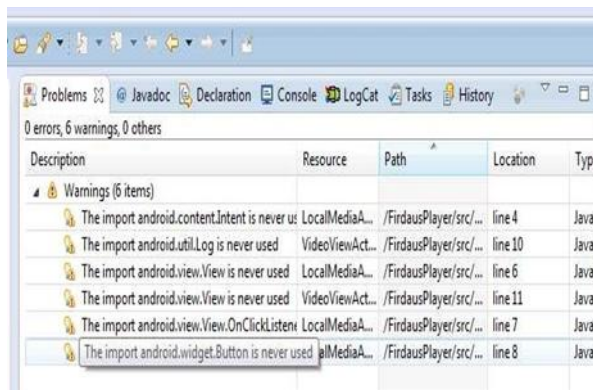 Problems @ Javadoc Declaration Console LogCat Tasks History
0 errors, 6 warnings, 0 others
Description Resource Path Location Typ
Warnings (6 items)
The import android.content.Intent is never us LocalMediaA... /FirdausPlayer/src/... line 4 Java
The import android.util.Log is never used VideoViewAct... /FirdausPlayer/src/... line 10 Java
The import android.view.View is never used LocalMediaA... /FirdausPlayer/src/... line 6 Java
The import android.view.View is never used VideoViewAct... /FirdausPlayer/src/... line 11 Java
The import android.view.View.OnClickListene LocalMediaA... /FirdausPlayer/src/... line 7 Java
The import android.widget.Button is never used alMediaA... /FirdausPlayer/src/... line 8 Java